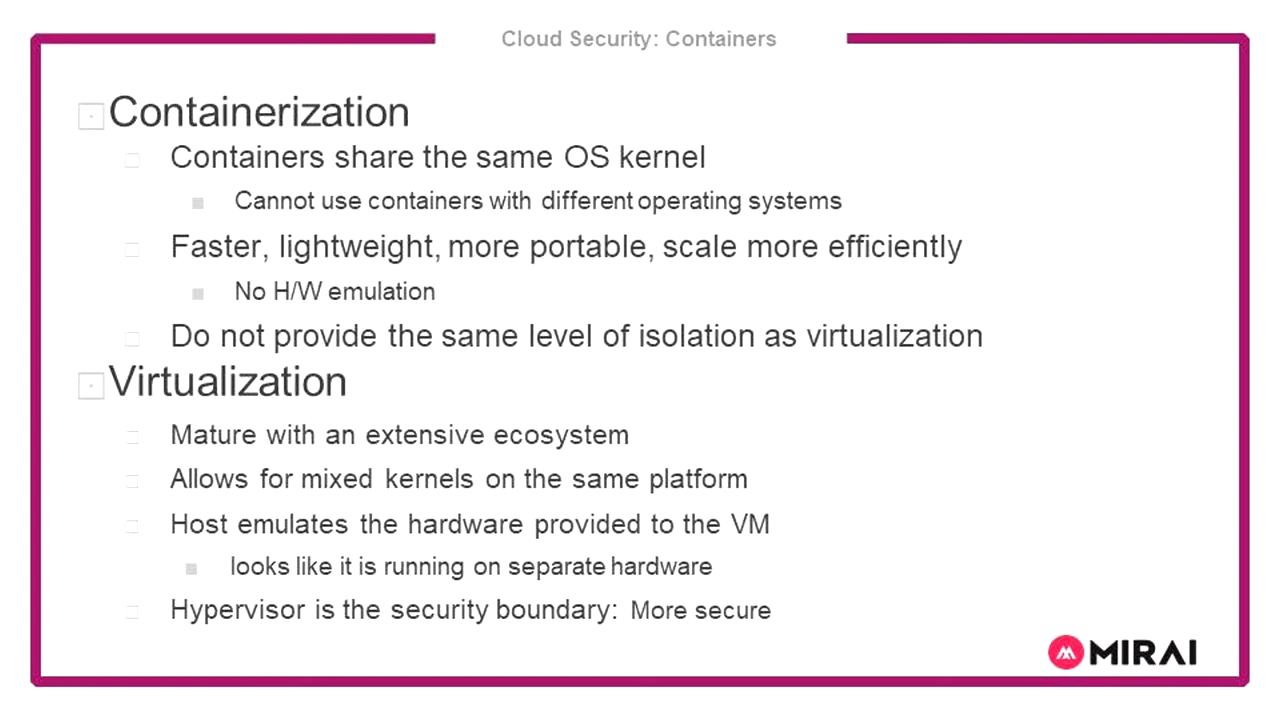 Cloud Security: Containers
Containerization
Containers share the same OS kernel
Cannot use containers with different operating systems
Faster, lightweight, more portable, scale more efficiently
No H/W emulation
Do not provide the same level of isolation as virtualization
Virtualization
Mature with an extensive ecosystem
Allows for mixed kernels on the same platform
Host emulates the hardware provided to the VM
looks like it is running on separate hardware
Hypervisor is the security boundary: More secure
MIRAI